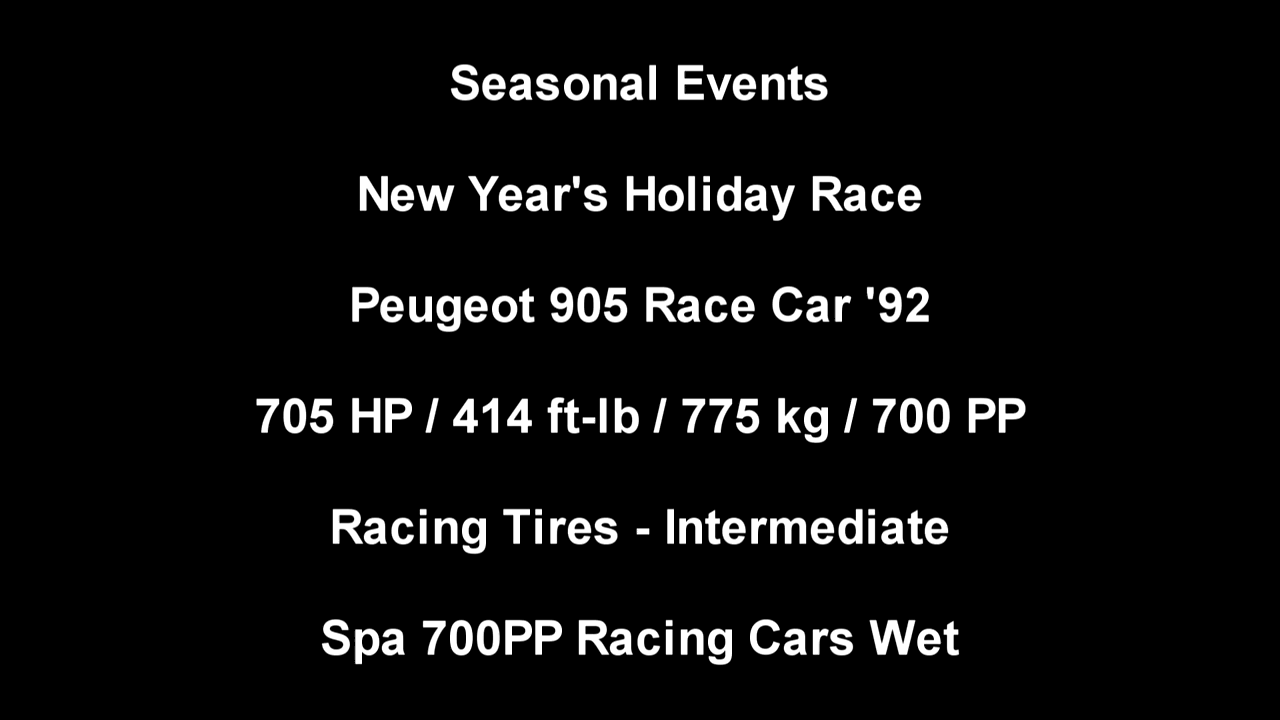 Seasonal Events
New Year's Holiday Race
Peugeot 905 Race Car '92
705 HP / 414 ft-lb / 775 kg / 700 PP
Racing Tires - Intermediate
Spa 700PP Racing Cars Wet